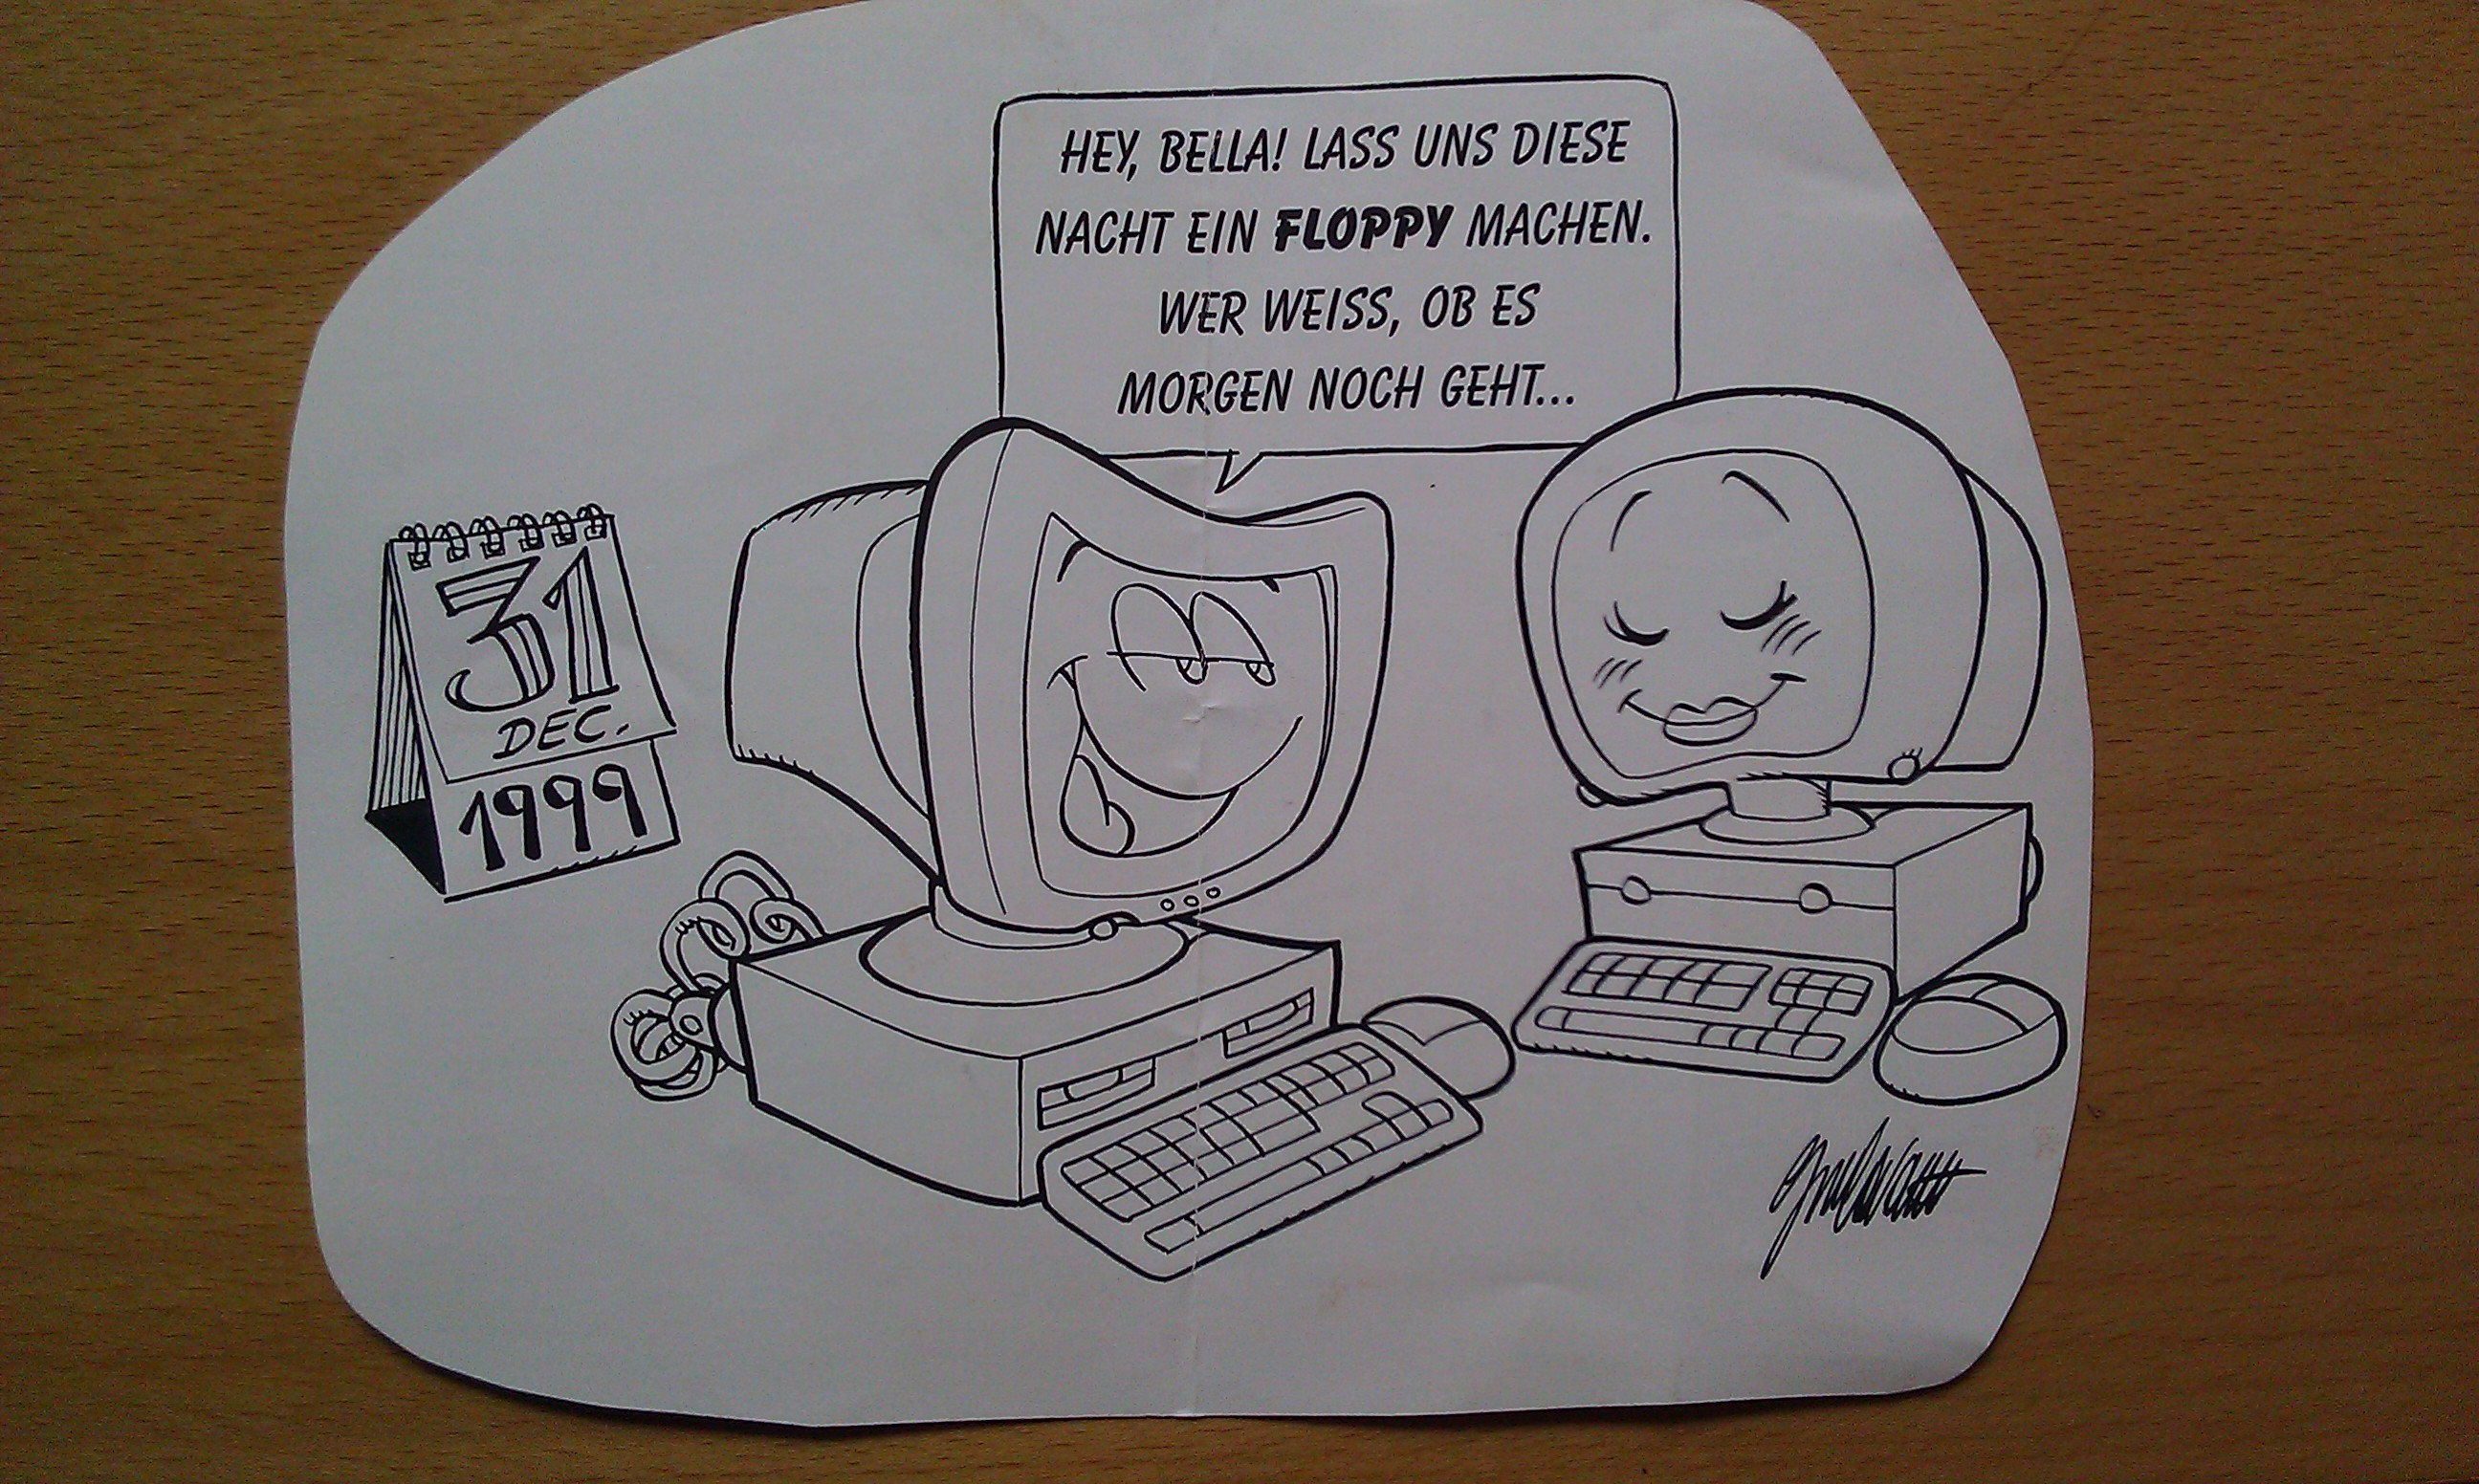 HEY, BELLA! LASS UNS DIESE
NACHT EIN FLOPPY MACHEN.
WER WEISS, OB ES
MORGEN NOCH GEHT...
31
DEC.
1999